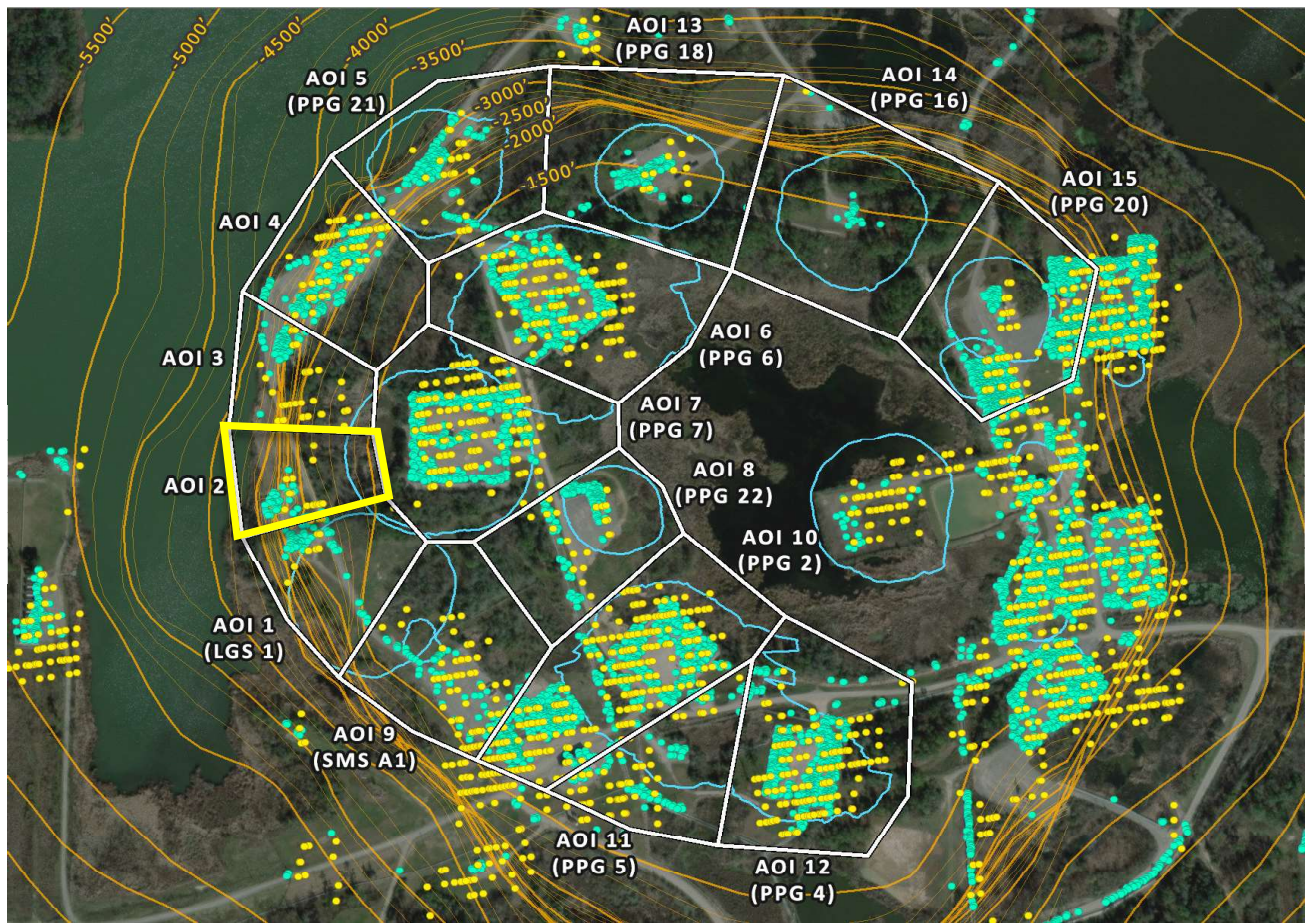 -5500'
-5000'
-4500'
-4000'
-3500'
-3000'
-2500'
-2000'
-1500'
AOI 13
(PPG 18)
AOI 5
(PPG 21)
AOI 14
(PPG 16)
AOI 15
(PPG 20)
AOI 4
AOI 3
AOI 6
(PPG 6)
AOI 7
(PPG 7)
AOI 2
AOI 8
(PPG 22)
AOI 10
(PPG 2)
AOI 1
(LGS 1)
AOI 9
(SMS A1)
AOI 11
(PPG 5)
AOI 12
(PPG 4)